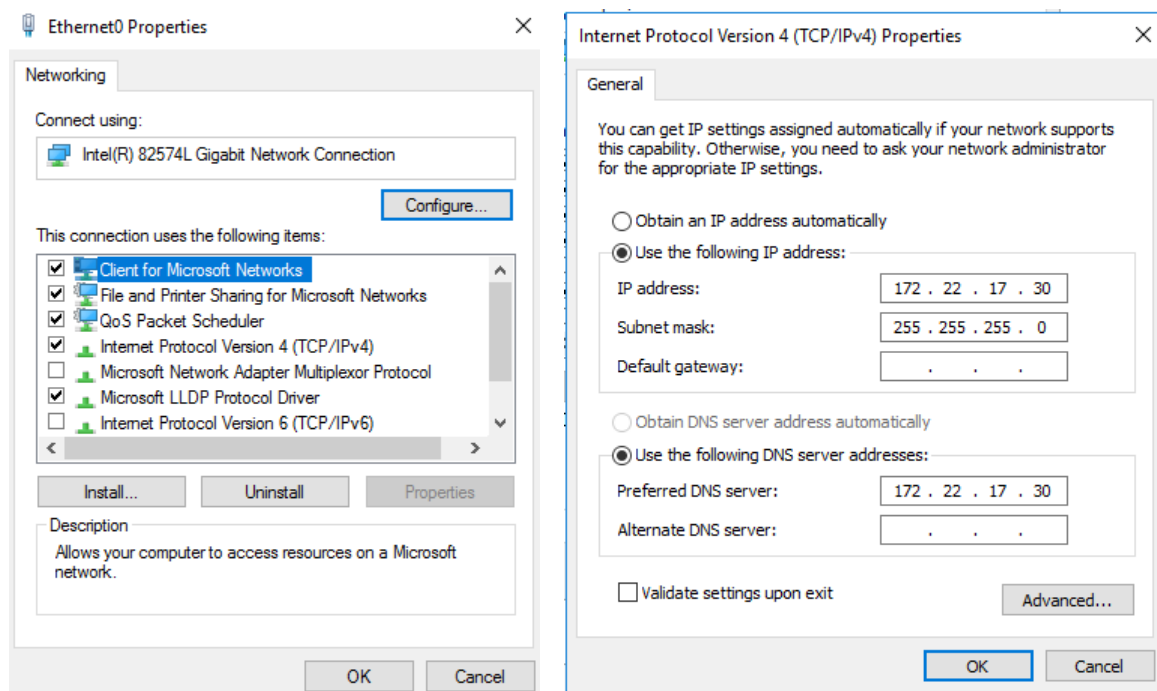 Ethernet0 Properties
Networking
Connect using:
Intel(R) 82574L Gigabit Network Connection
Configure...
This connection uses the following items:
Client for Microsoft Networks
File and Printer Sharing for Microsoft Networks
QoS Packet Scheduler
Internet Protocol Version 4 (TCP/IPv4)
Microsoft Network Adapter Multiplexor Protocol
Microsoft LLDP Protocol Driver
Internet Protocol Version 6 (TCP/IPv6)
Install...
Uninstall
Properties
Description
Allows your computer to access resources on a Microsoft
network.
OK
Cancel
Internet Protocol Version 4 (TCP/IPv4) Properties
General
You can get IP settings assigned automatically if your network supports
this capability. Otherwise, you need to ask your network administrator
for the appropriate IP settings.
Obtain an IP address automatically
Use the following IP address:
IP address:
172 . 22 . 17 . 30
Subnet mask:
255 . 255 . 255 . 0
Default gateway:
. . .
Obtain DNS server address automatically
Use the following DNS server addresses:
Preferred DNS server:
172 . 22 . 17 . 30
Alternate DNS server:
. . .
Validate settings upon exit
Advanced...
OK
Cancel